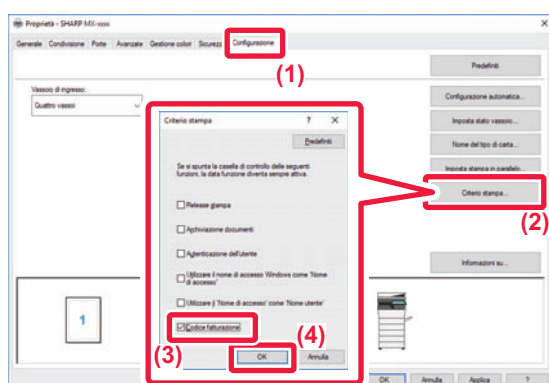 Proprietà - SHARP MX-xxxx
Generale Condivisione Porte Avanzate Gestione colori Sicurezza Configurazione
(1)
Predefiniti
Vassoio di ingresso:
Quattro vassoi
Configurazione automatica...
Imposta stato vassoio...
Nome del tipo di carta...
Imposta stampa in parallelo...
Criterio stampa...
(2)
Informazioni su...
Criterio stampa ? X
Predefiniti
Se si spunta la casella di controllo delle seguenti
funzioni, la data funzione diventa sempre attiva.
Release stampa
Archiviazione documenti
Agenticazione dell'utente
Utilizzare il nome di accesso Windows come 'Nome
di accesso'
Utilizzare il 'Nome di accesso' come 'Nome utente'
Codice fatturazione
(3)
(4)
OK Annulla
1
OK Annulla Applica ?